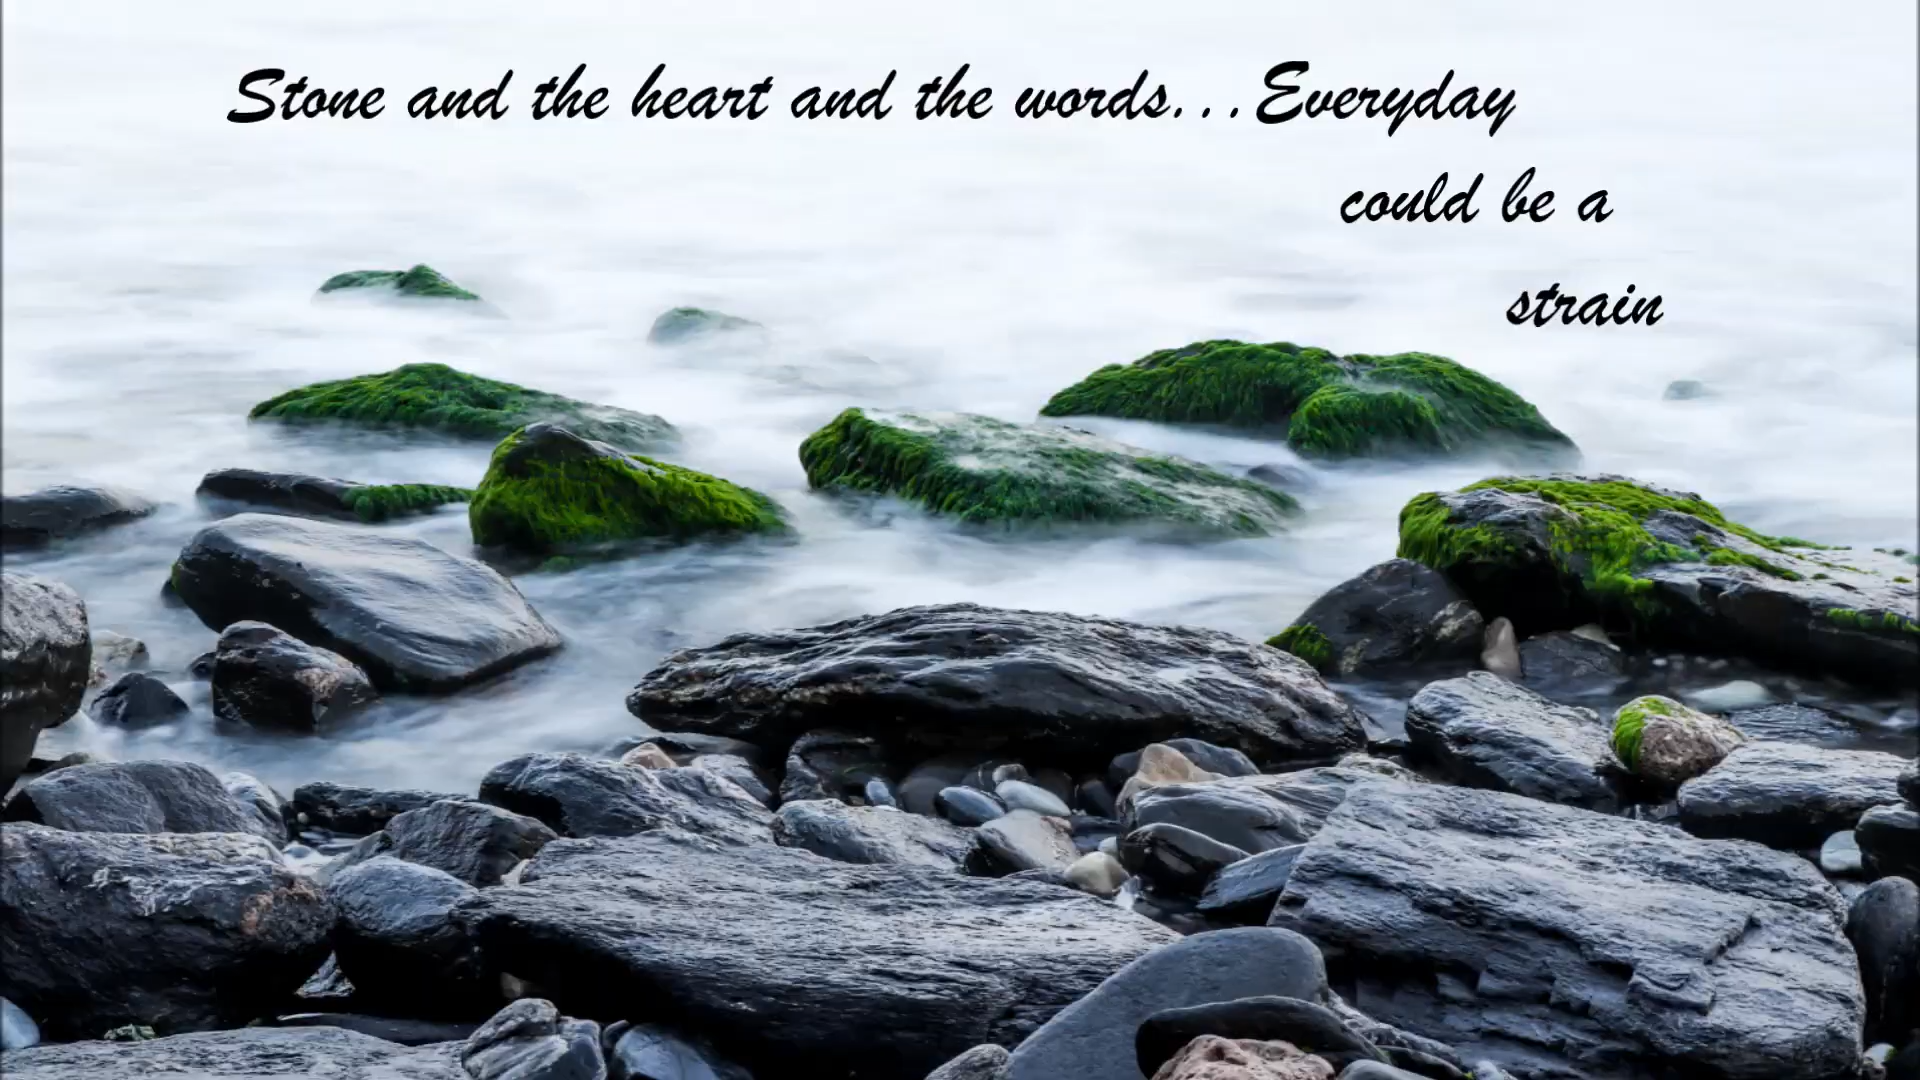 Stone and the heart and the words...Everyday
could be a
strain